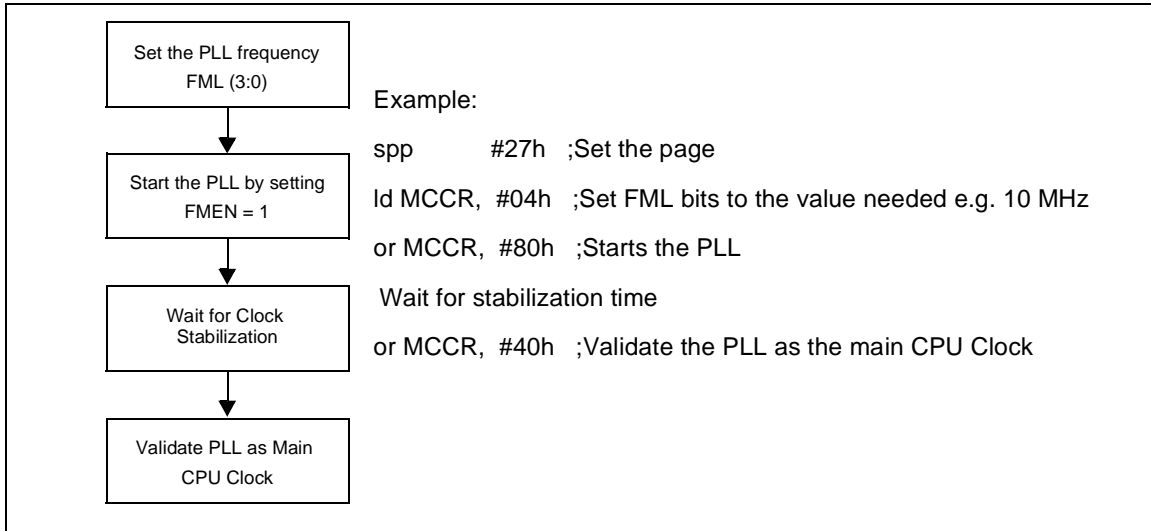 Set the PLL frequency
FML (3:0)
Start the PLL by setting
FMEN = 1
Wait for Clock
Stabilization
Validate PLL as Main
CPU Clock
Example:
spp #27h ;Set the page
ld MCCR, #04h ;Set FML bits to the value needed e.g. 10 MHz
or MCCR, #80h ;Starts the PLL
Wait for stabilization time
or MCCR, #40h ;Validate the PLL as the main CPU Clock